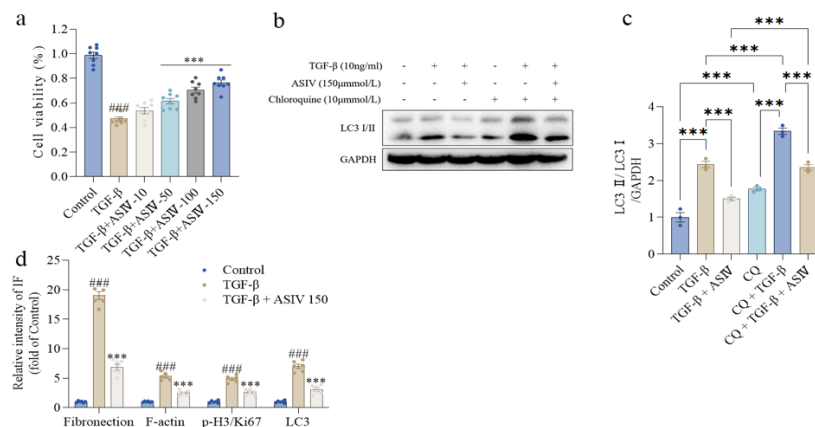 a
Cell viability (%)
1.2
1.0
0.8
0.6
0.4
0.2
0.0
###
***
Control
TGF-β
TGF-β+ASIV-10
TGF-β+ASIV-50
TGF-β+ASIV-100
TGF-β+ASIV-150
b
TGF-β (10ng/ml) - + + - + +
ASIV (150μmmol/L) - - + - - +
Chloroquine (10μmmol/L) - - - + + +
LC3 I/II
GAPDH
c
LC3 Ⅱ/ LC3 Ⅰ
/GAPDH
4
3
2
1
0
***
***
***
***
***
***
***
Control
TGF-β
TGF-β + ASⅣ
CQ
CQ + TGF-β
CQ + TGF-β + ASⅣ
d
Relative intensity of IF
(fold of Control)
25
20
15
10
5
0
Control
TGF-β
TGF-β + ASIV 150
###
***
###
***
###
***
###
***
Fibronection
F-actin
p-H3/Ki67
LC3